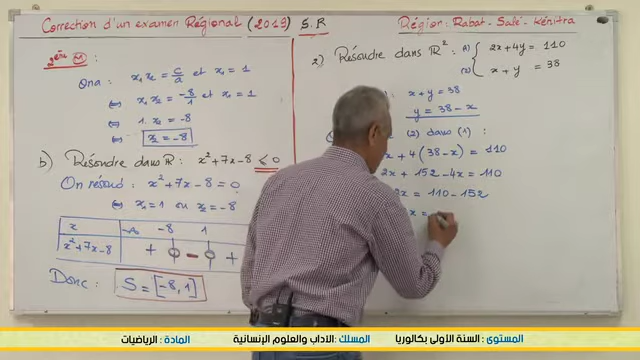 Correction d'un examen Régional (2019) S.R
Région: Rabat-Salé-Kénitra
2ème M :
On a : x₁x₂ = c/a et x₁ = 1
⇔ x₁x₂ = -8/1 et x₁ = 1
⇔ 1.x₂ = -8
⇔ x₂ = -8
b) Résoudre dans ℝ: x² + 7x - 8 ≤ 0
On résoud: x² + 7x - 8 = 0
⇔ x₁ = 1 ou x₂ = -8
x -∞ -8 1
x² + 7x - 8 + 0 - 0 +
Donc: S = [-8, 1]
2) Résoudre dans ℝ²: (1) { 2x + 4y = 110
(2) x + y = 38
: x + y = 38
y = 38 - x
(2) dans (1) :
x + 4(38 - x) = 110
2x + 152 - 4x = 110
2x = 110 - 152
x =
المستوى : السنة الأولى بكالوريا المسلك: الآداب والعلوم الإنسانية المادة : الرياضيات